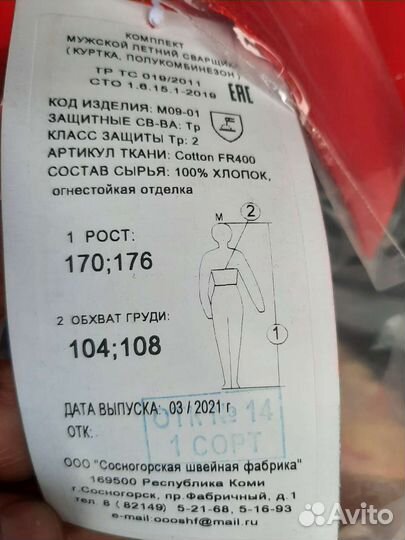 КОМПЛЕКТ
МУЖСКОЙ ЛЕТНИЙ СВАРЩИКА
(КУРТКА, ПОЛУКОМБИНЕЗОН)
ТР ТС 019/2011
СТО 1.6.15.1-2019
EAC
КОД ИЗДЕЛИЯ: М09-01
ЗАЩИТНЫЕ СВ-ВА: Тр
КЛАСС ЗАЩИТЫ Тр: 2
АРТИКУЛ ТКАНИ: Cotton FR400
СОСТАВ СЫРЬЯ: 100% ХЛОПОК,
огнестойкая отделка
М
2
1 РОСТ:
170;176
1
2 ОБХВАТ ГРУДИ:
104;108
ДАТА ВЫПУСКА: 03 / 2021 г
ОТК:
ОТК № 14
1 СОРТ
ООО "Сосногорская швейная фабрика"
169500 Республика Коми
г.Сосногорск, пр.Фабричный, д.1
тел. 8 (82149) 5-21-68, 5-16-93
e-mail:oooshf@mail.ru
Avito